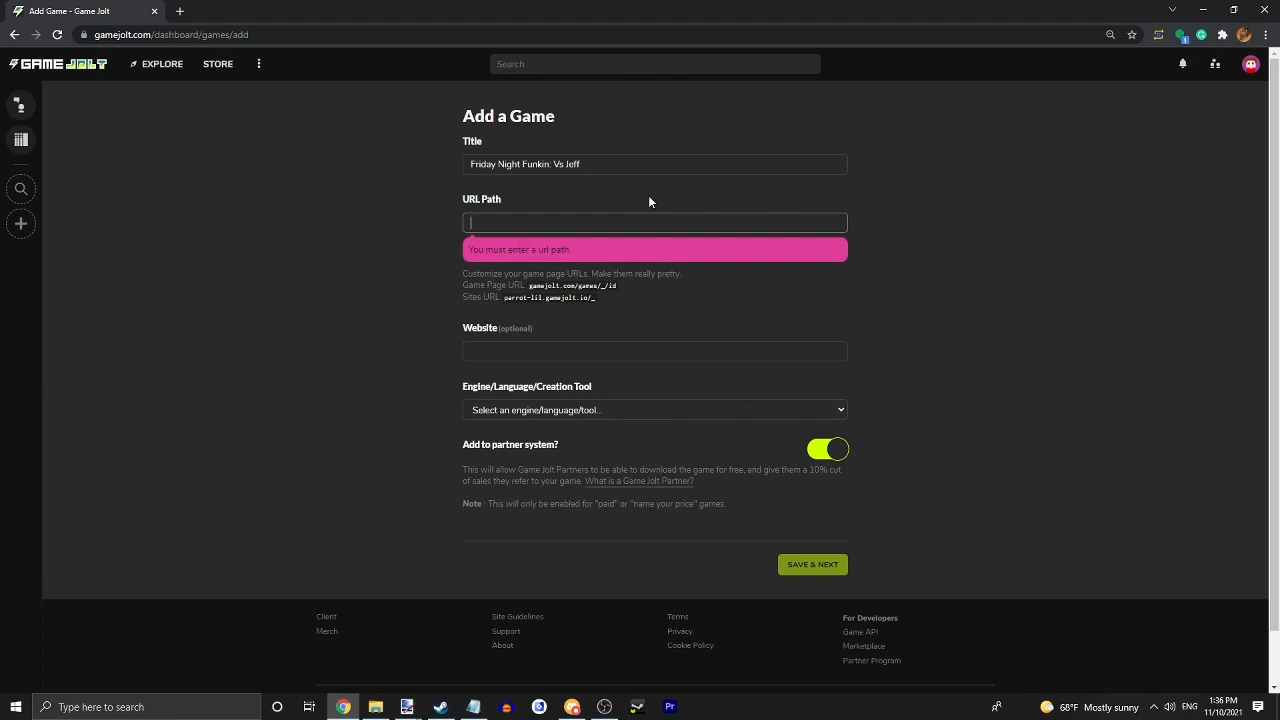 Add Game - Game Jolt
gamejolt.com/dashboard/games/add
1
GAME JOLT
EXPLORE
STORE
Search
Add a Game
Title
Friday Night Funkin: Vs Jeff
URL Path
You must enter a url path.
Customize your game page URLs. Make them really pretty.
Game Page URL: gamejolt.com/games/_/id
Sites URL: parrot-lil.gamejolt.io/_
Website (optional)
Engine/Language/Creation Tool
Select an engine/language/tool...
Add to partner system?
This will allow Game Jolt Partners to be able to download the game for free, and give them a 10% cut
of sales they refer to your game. What is a Game Jolt Partner?
Note : This will only be enabled for "paid" or "name your price" games.
SAVE & NEXT
Client
Merch
Site Guidelines
Support
About
Terms
Privacy
Cookie Policy
For Developers
Game API
Marketplace
Partner Program
Type here to search
Pr
68°F Mostly sunny
1:36 PM
11/10/2021